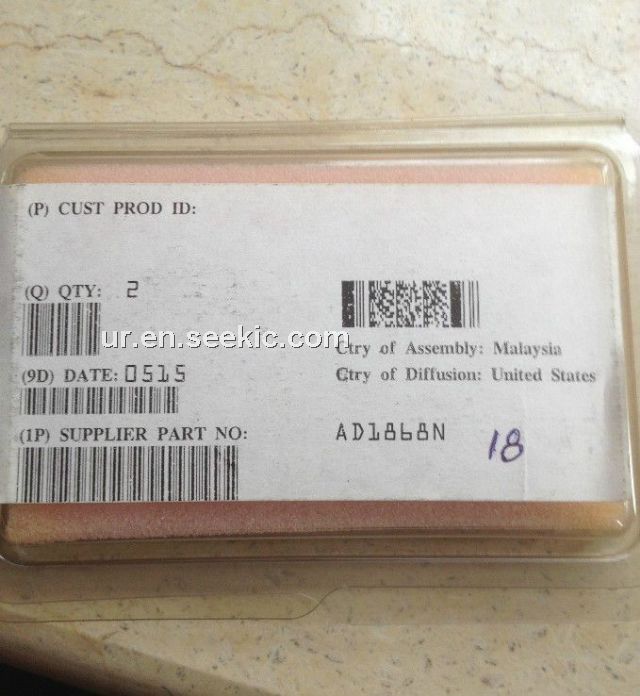 (P) CUST PROD ID:
(Q) QTY: 2
ur.en.seekic.com
Ctry of Assembly: Malaysia
(9D) DATE: 0515
Ctry of Diffusion: United States
(1P) SUPPLIER PART NO: AD1868N
18